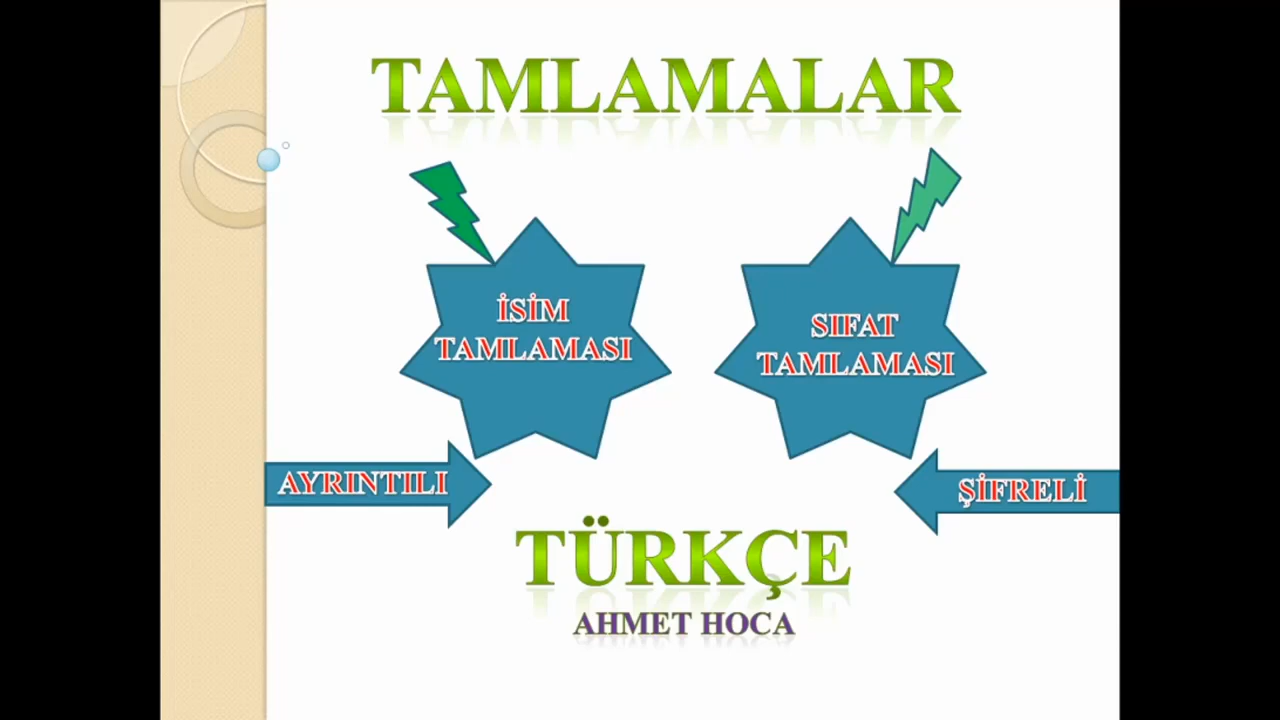 TAMLAMALAR
İSİM
TAMLAMASI
SIFAT
TAMLAMASI
AYRINTILI
ŞİFRELİ
TÜRKÇE
AHMET HOCA